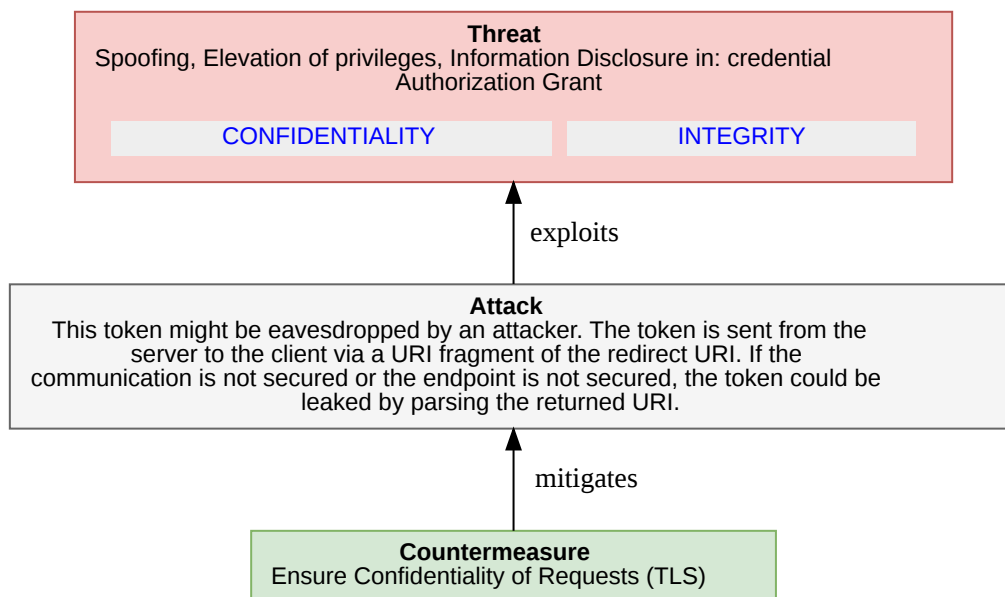 Threat
Spoofing, Elevation of privileges, Information Disclosure in: credential
Authorization Grant
CONFIDENTIALITY
INTEGRITY
exploits
Attack
This token might be eavesdropped by an attacker. The token is sent from the
server to the client via a URI fragment of the redirect URI. If the
communication is not secured or the endpoint is not secured, the token could be
leaked by parsing the returned URI.
mitigates
Countermeasure
Ensure Confidentiality of Requests (TLS)